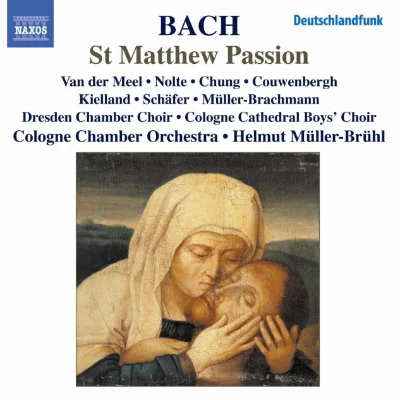 NAXOS
Deutschlandfunk
BACH
St Matthew Passion
Van der Meel • Nolte • Chung • Couwenbergh
Kielland • Schäfer • Müller-Brachmann
Dresden Chamber Choir • Cologne Cathedral Boys' Choir
Cologne Chamber Orchestra • Helmut Müller-Brühl